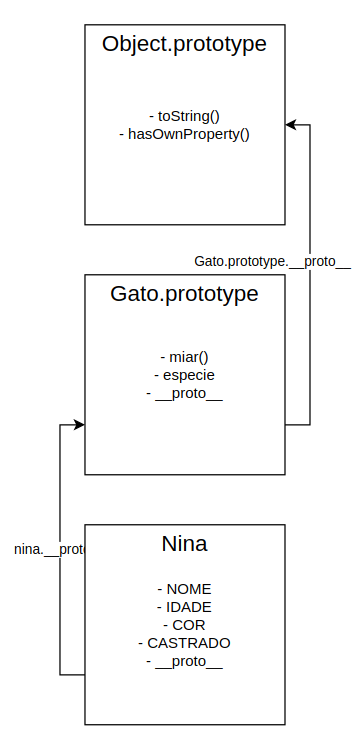 Object.prototype
- toString()
- hasOwnProperty()
Gato.prototype.__proto__
Gato.prototype
- miar()
- especie
- __proto__
nina.__proto
Nina
- NOME
- IDADE
- COR
- CASTRADO
- __proto__